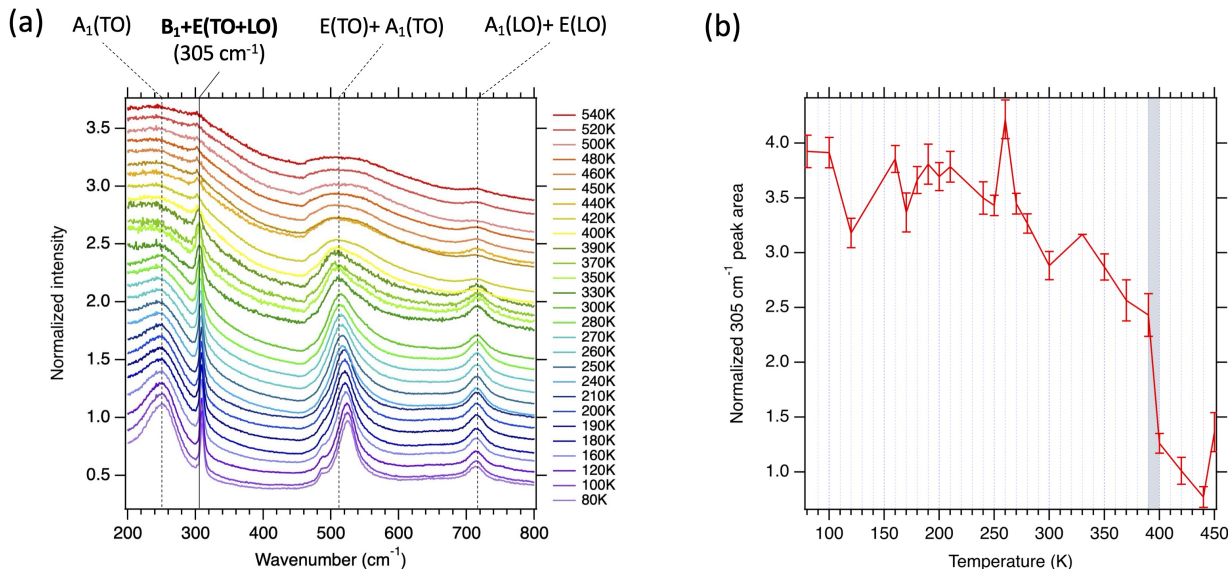 (a)
A₁(TO)
B₁+E(TO+LO)
(305 cm⁻¹)
E(TO)+ A₁(TO)
A₁(LO)+ E(LO)
Normalized intensity
3.5
3.0
2.5
2.0
1.5
1.0
0.5
200 300 400 500 600 700 800
Wavenumber (cm⁻¹)
540K
520K
500K
480K
460K
450K
440K
420K
400K
390K
370K
350K
330K
300K
280K
270K
260K
250K
240K
210K
200K
190K
180K
160K
120K
100K
80K
(b)
Normalized 305 cm⁻¹ peak area
4.0
3.5
3.0
2.5
2.0
1.5
1.0
100 150 200 250 300 350 400 450
Temperature (K)